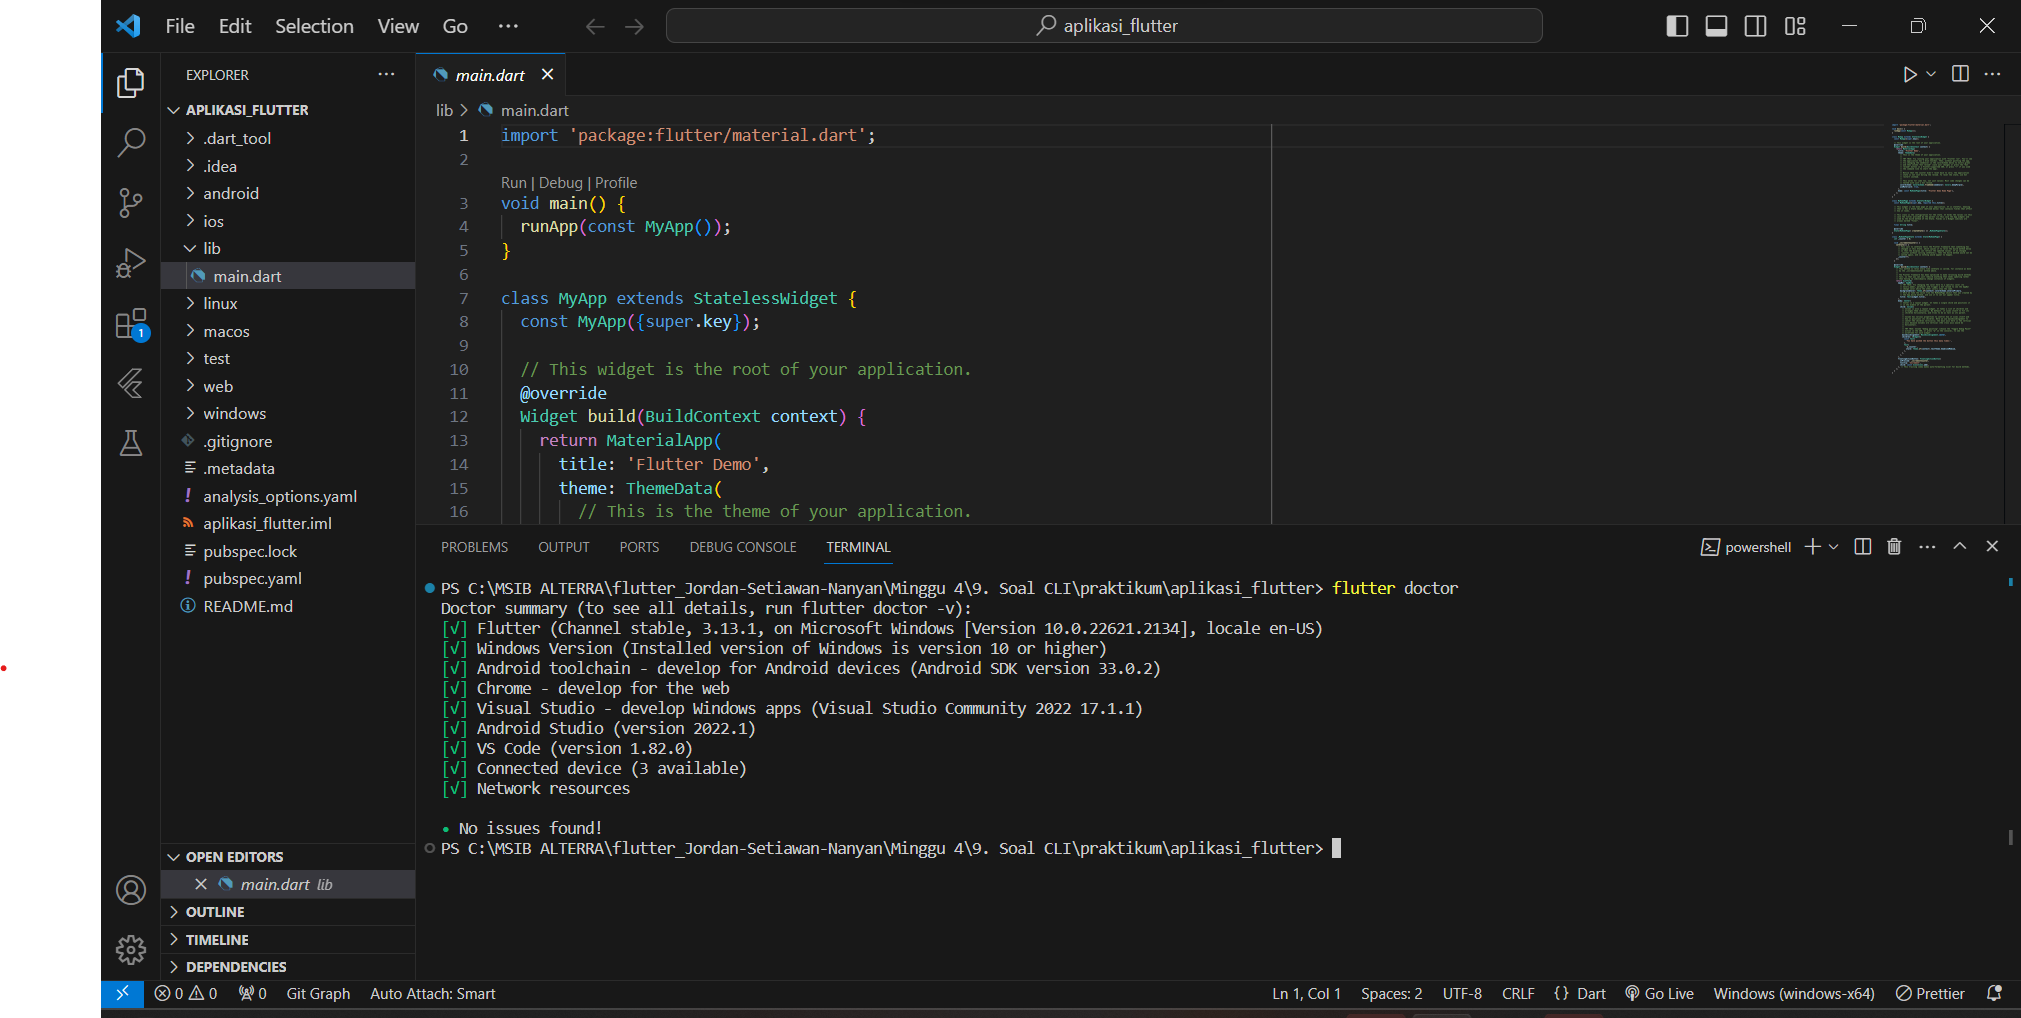 File Edit Selection View Go ··· aplikasi_flutter
EXPLORER
APLIKASI_FLUTTER
.dart_tool
.idea
android
ios
lib
main.dart
linux
macos
test
web
windows
.gitignore
.metadata
analysis_options.yaml
aplikasi_flutter.iml
pubspec.lock
pubspec.yaml
README.md
OPEN EDITORS
main.dart lib
OUTLINE
TIMELINE
DEPENDENCIES
1
main.dart
lib > main.dart
1 import 'package:flutter/material.dart';
2
Run | Debug | Profile
3 void main() {
4 runApp(const MyApp());
5 }
6
7 class MyApp extends StatelessWidget {
8 const MyApp({super.key});
9
10 // This widget is the root of your application.
11 @override
12 Widget build(BuildContext context) {
13 return MaterialApp(
14 title: 'Flutter Demo',
15 theme: ThemeData(
16 // This is the theme of your application.
PROBLEMS OUTPUT PORTS DEBUG CONSOLE TERMINAL powershell
PS C:\MSIB ALTERRA\flutter_Jordan-Setiawan-Nanyan\Minggu 4\9. Soal CLI\praktikum\aplikasi_flutter> flutter doctor
Doctor summary (to see all details, run flutter doctor -v):
[√] Flutter (Channel stable, 3.13.1, on Microsoft Windows [Version 10.0.22621.2134], locale en-US)
[√] Windows Version (Installed version of Windows is version 10 or higher)
[√] Android toolchain - develop for Android devices (Android SDK version 33.0.2)
[√] Chrome - develop for the web
[√] Visual Studio - develop Windows apps (Visual Studio Community 2022 17.1.1)
[√] Android Studio (version 2022.1)
[√] VS Code (version 1.82.0)
[√] Connected device (3 available)
[√] Network resources
• No issues found!
PS C:\MSIB ALTERRA\flutter_Jordan-Setiawan-Nanyan\Minggu 4\9. Soal CLI\praktikum\aplikasi_flutter>
0 0 0 Git Graph Auto Attach: Smart Ln 1, Col 1 Spaces: 2 UTF-8 CRLF {} Dart Go Live Windows (windows-x64) Prettier